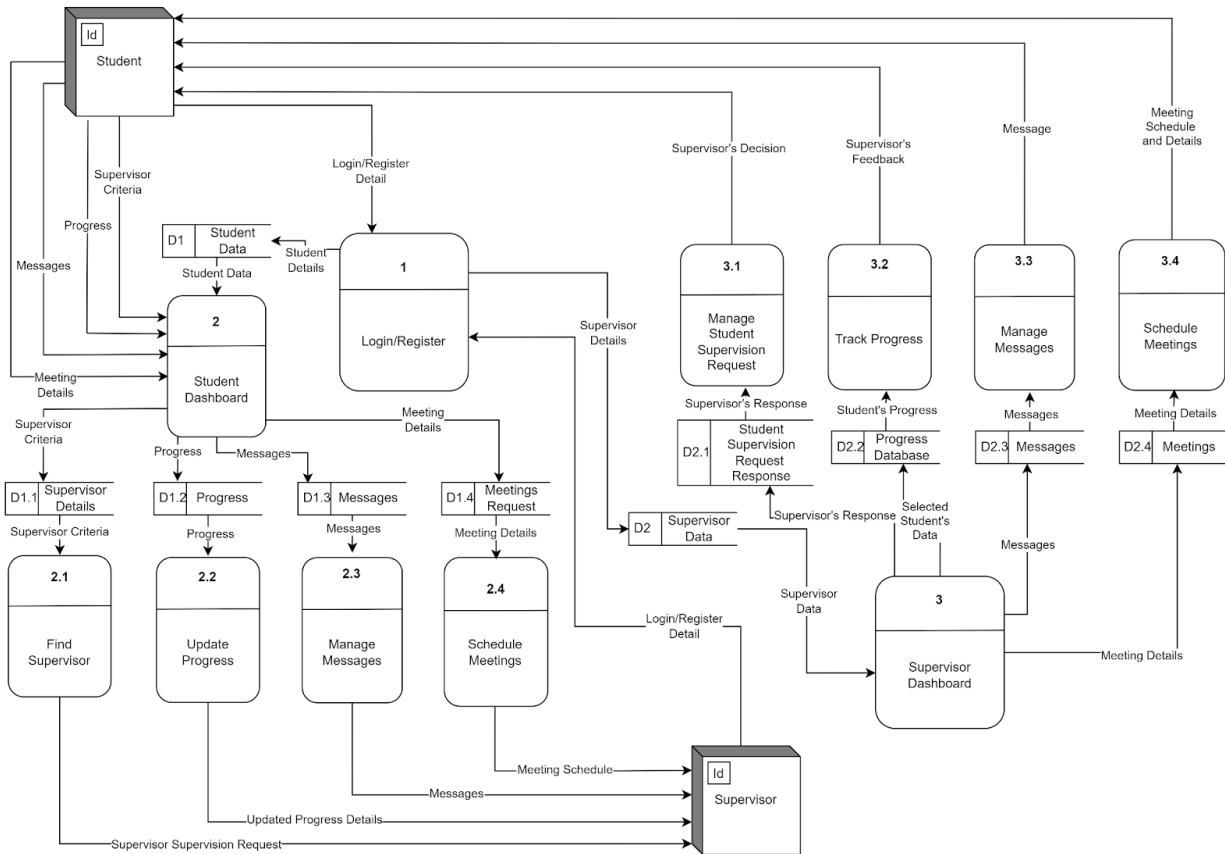 Id
Student
Meeting
Schedule
and Details
Message
Supervisor's
Feedback
Supervisor's Decision
Login/Register
Detail
Supervisor
Criteria
Progress
Messages
Meeting
Details
D1
Student
Data
Student
Details
Student Data
1
Login/Register
2
Student
Dashboard
Supervisor
Details
3.1
Manage
Student
Supervision
Request
3.2
Track Progress
3.3
Manage
Messages
3.4
Schedule
Meetings
Supervisor's Response
Student's Progress
Messages
Meeting Details
D2.1
Student
Supervision
Request
Response
D2.2
Progress
Database
D2.3
Messages
D2.4
Meetings
Supervisor
Criteria
Progress
Messages
Meeting
Details
D1.1
Supervisor
Details
D1.2
Progress
D1.3
Messages
D1.4
Meetings
Request
Supervisor Criteria
Progress
Messages
Meeting Details
D2
Supervisor
Data
Supervisor's Response
Selected
Student's
Data
Messages
2.1
Find
Supervisor
2.2
Update
Progress
2.3
Manage
Messages
2.4
Schedule
Meetings
Login/Register
Detail
Supervisor
Data
3
Supervisor
Dashboard
Meeting Details
Id
Supervisor
Meeting Schedule
Messages
Updated Progress Details
Supervisor Supervision Request